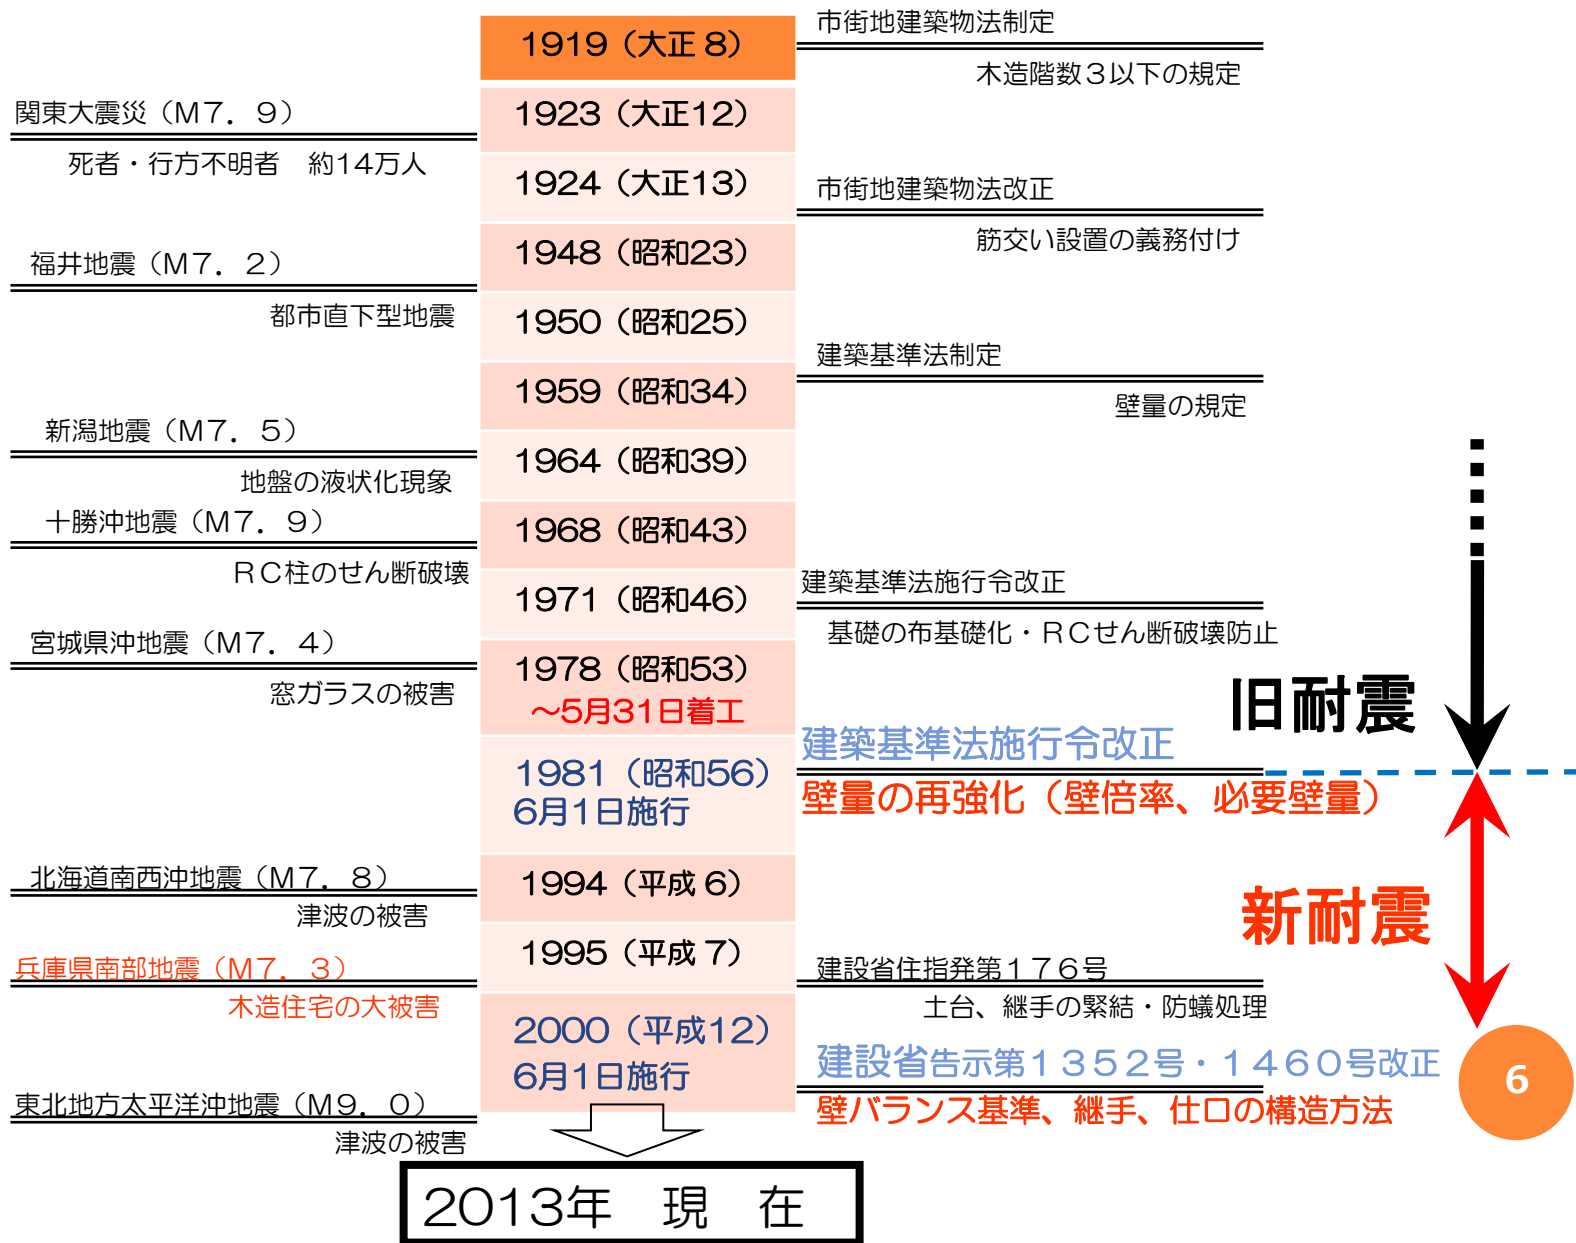 1919（大正 8）
市街地建築物法制定
木造階数３以下の規定
関東大震災（Ｍ７．９）
死者・行方不明者　約14万人
1923（大正12）
1924（大正13）
市街地建築物法改正
筋交い設置の義務付け
1948（昭和23）
福井地震（Ｍ７．２）
都市直下型地震
1950（昭和25）
建築基準法制定
壁量の規定
1959（昭和34）
新潟地震（Ｍ７．５）
地盤の液状化現象
1964（昭和39）
十勝沖地震（Ｍ７．９）
ＲＣ柱のせん断破壊
1968（昭和43）
1971（昭和46）
建築基準法施行令改正
基礎の布基礎化・ＲＣせん断破壊防止
宮城県沖地震（Ｍ７．４）
窓ガラスの被害
1978（昭和53）
～5月31日着工
旧耐震
1981（昭和56）
6月1日施行
建築基準法施行令改正
壁量の再強化（壁倍率、必要壁量）
北海道南西沖地震（Ｍ７．８）
津波の被害
1994（平成 6）
新耐震
兵庫県南部地震（Ｍ７．３）
木造住宅の大被害
1995（平成 7）
建設省住指発第１７６号
土台、継手の緊結・防蟻処理
2000（平成12）
6月1日施行
建設省告示第１３５２号・１４６０号改正
壁バランス基準、継手、仕口の構造方法
6
東北地方太平洋沖地震（Ｍ９．０）
津波の被害
2013年　現　在